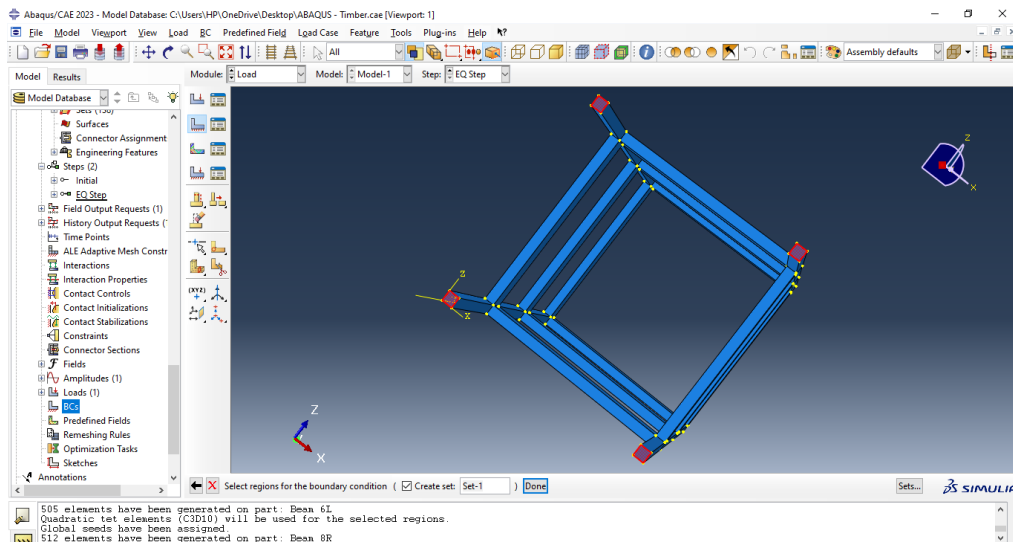 Abaqus/CAE 2023 - Model Database: C:\Users\HP\OneDrive\Desktop\ABAQUS - Timber.cae [Viewport: 1]
File Model Viewport View Load BC Predefined Field Load Case Feature Tools Plug-ins Help
All Assembly defaults
Model Results Module: Load Model: Model-1 Step: EQ Step
Model Database
Sets (136)
Surfaces
Connector Assignment
Engineering Features
Steps (2)
Initial
EQ Step
Field Output Requests (1)
History Output Requests (
Time Points
ALE Adaptive Mesh Constr
Interactions
Interaction Properties
Contact Controls
Contact Initializations
Contact Stabilizations
Constraints
Connector Sections
Fields
Amplitudes (1)
Loads (1)
BCs
Predefined Fields
Remeshing Rules
Optimization Tasks
Sketches
Annotations
(XYZ)
Z
X
Z
X
Z
X
Select regions for the boundary condition ( Create set: Set-1 ) Done Sets... SIMULIA
505 elements have been generated on part: Beam 6L
Quadratic tet elements (C3D10) will be used for the selected regions.
Global seeds have been assigned.
512 elements have been generated on part: Beam 8R